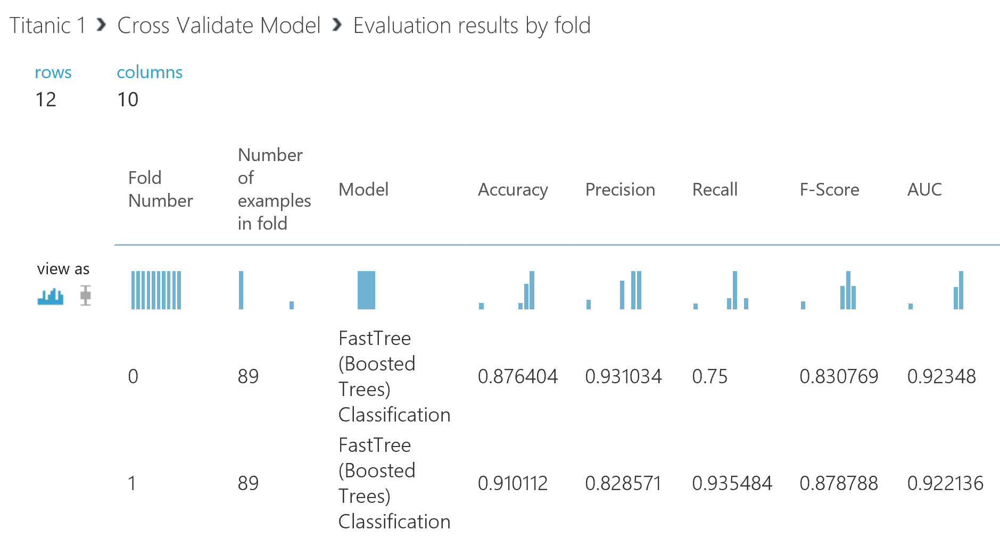 Titanic 1 › Cross Validate Model › Evaluation results by fold
rows columns
12 10
Fold Number Number of examples in fold Model Accuracy Precision Recall F-Score AUC
view as
0 89 FastTree (Boosted Trees) Classification 0.876404 0.931034 0.75 0.830769 0.92348
1 89 FastTree (Boosted Trees) Classification 0.910112 0.828571 0.935484 0.878788 0.922136